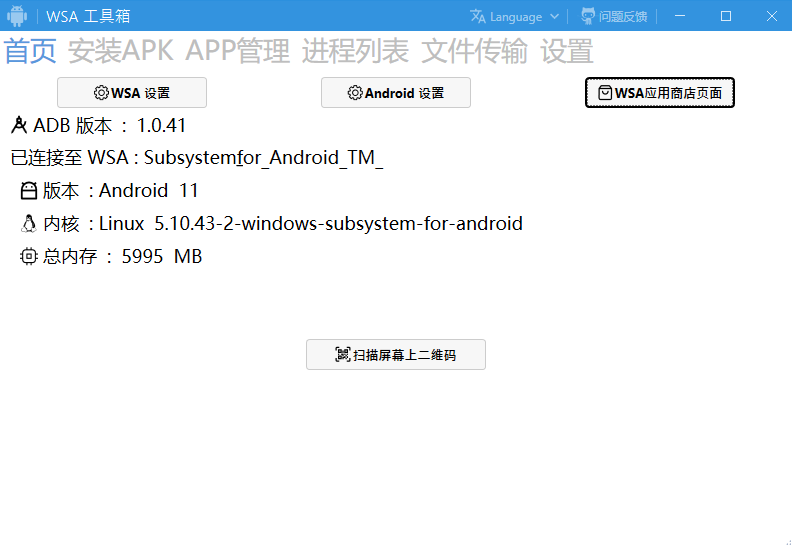 WSA 工具箱 Language 问题反馈
首页 安装APK APP管理 进程列表 文件传输 设置
WSA 设置 Android 设置 WSA应用商店页面
ADB 版本 : 1.0.41
已连接至 WSA : Subsystem_for_Android_TM_
版本 : Android 11
内核 : Linux 5.10.43-2-windows-subsystem-for-android
总内存 : 5995 MB
扫描屏幕上二维码